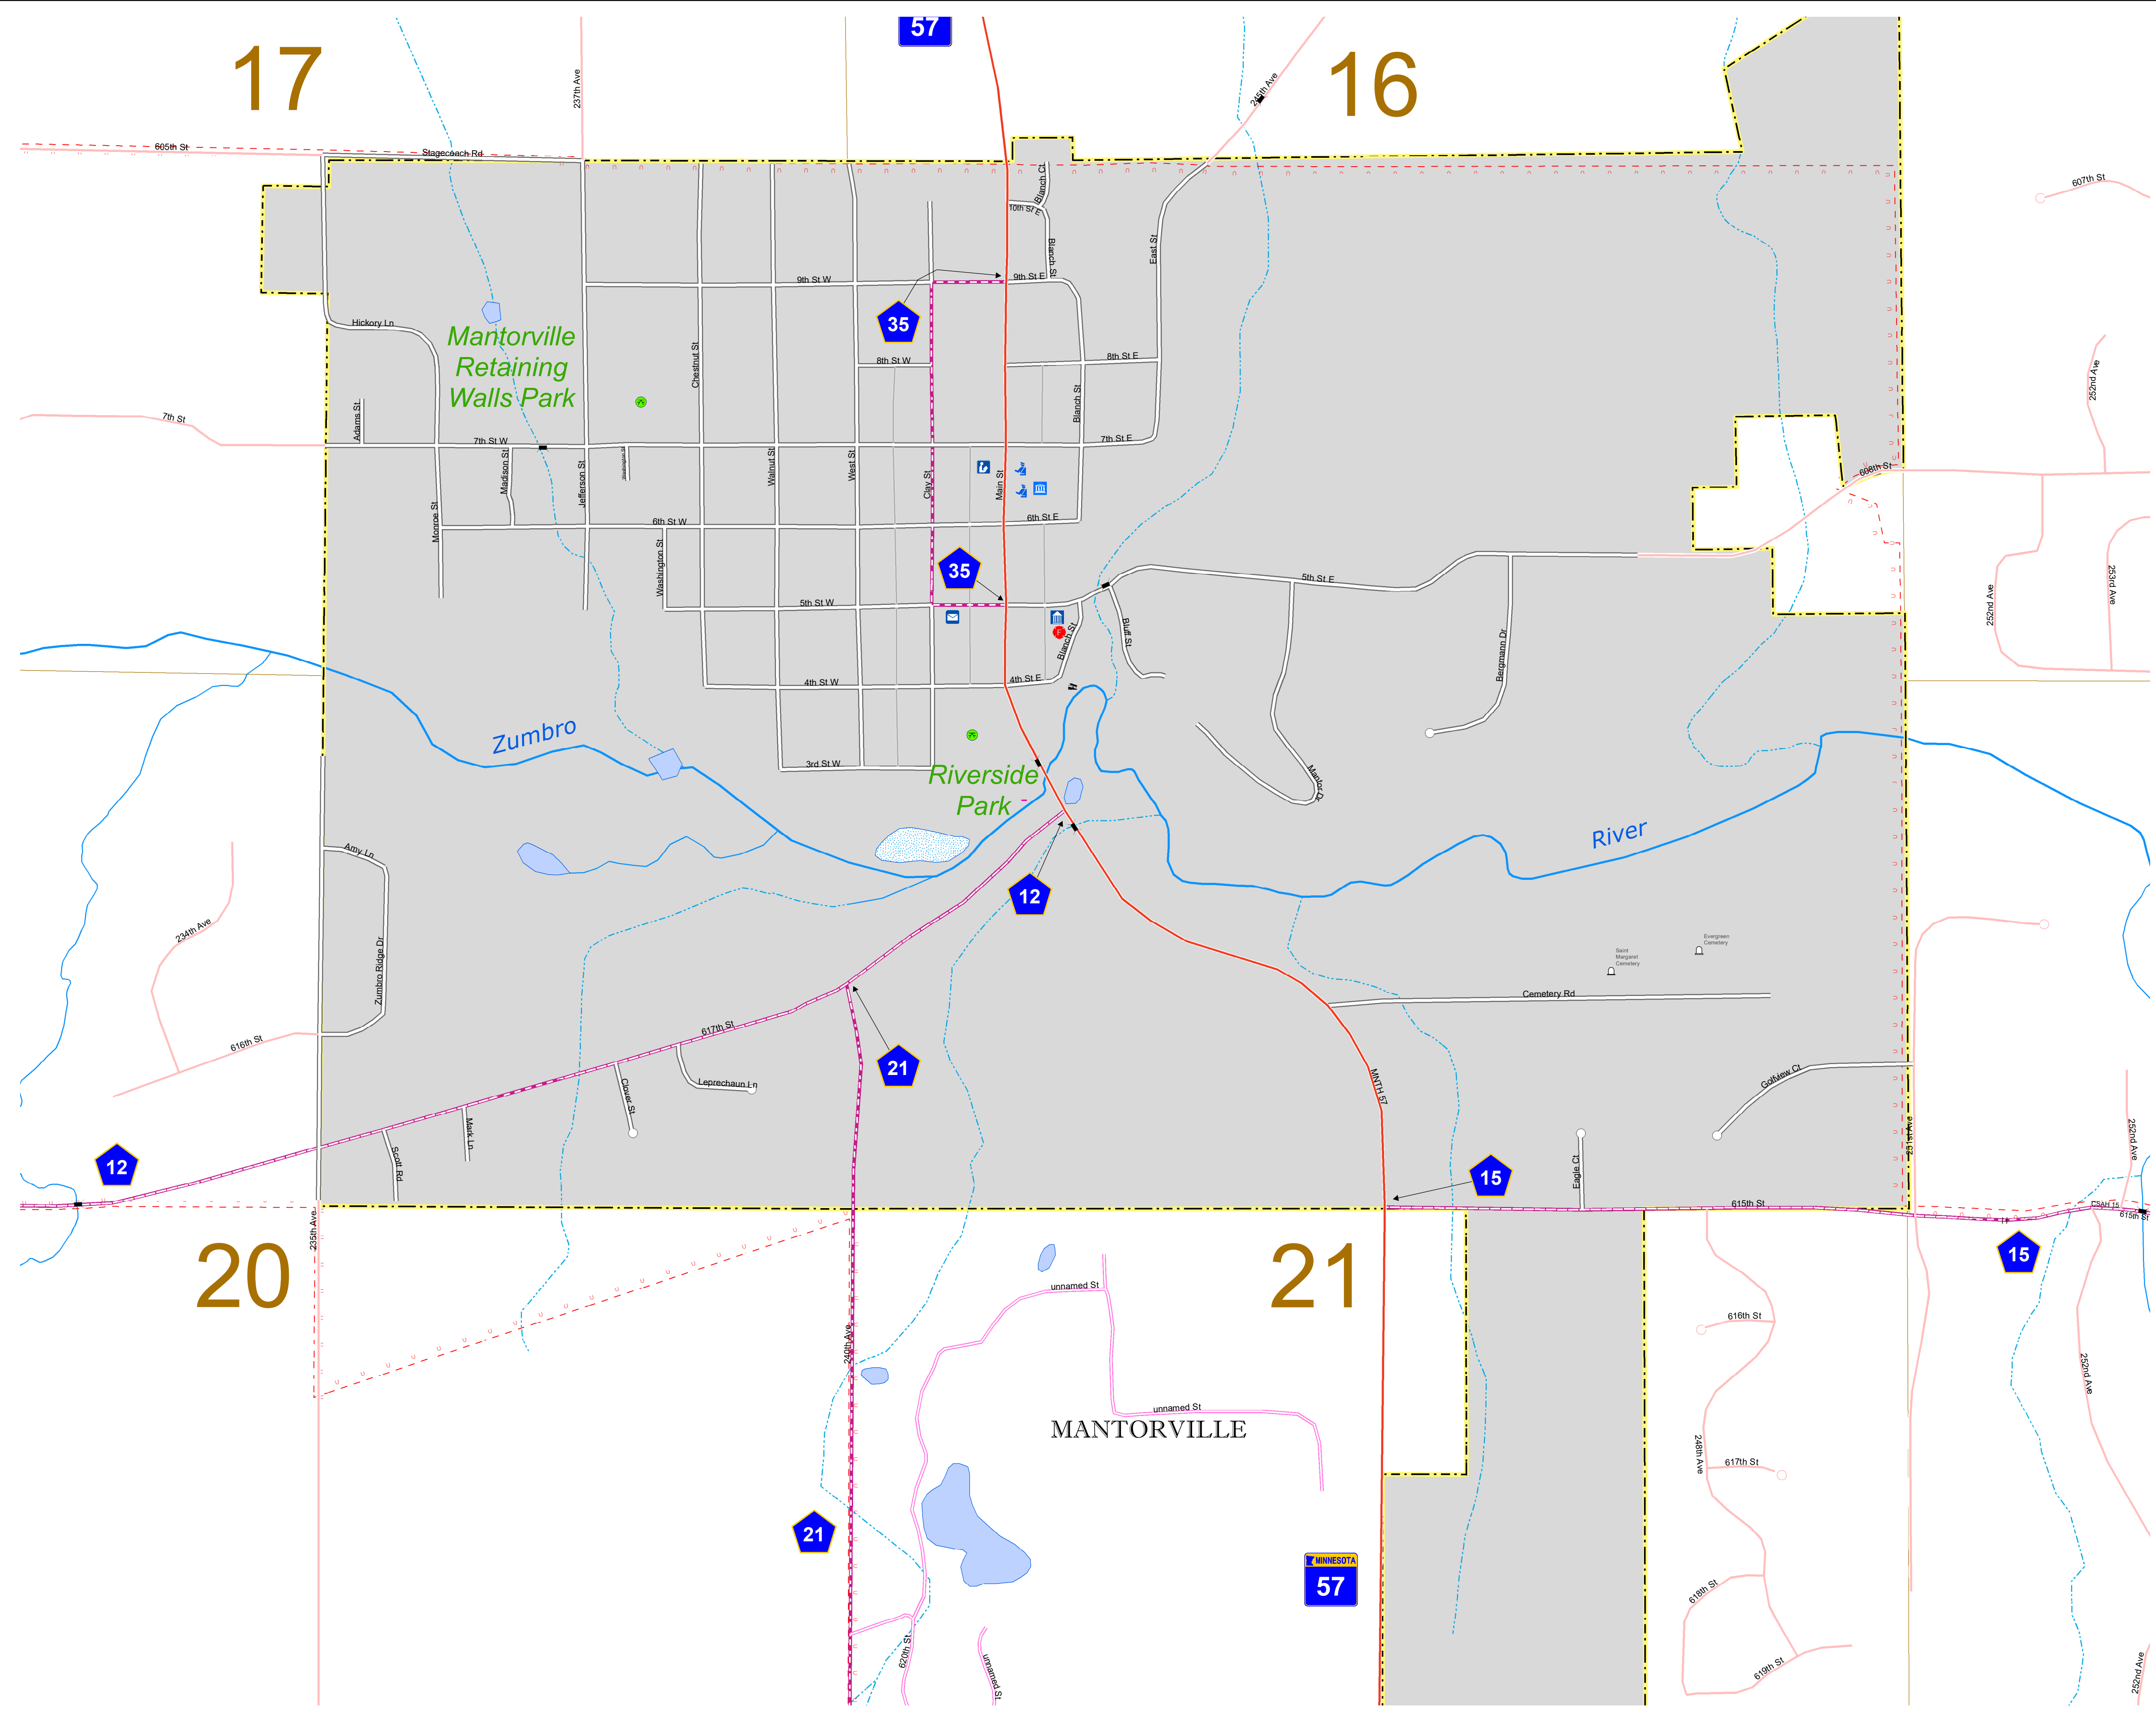 57
17
16
237th Ave
245th Ave
605th St
Stagecoach Rd
607th St
Blanch Ct
10th St E
Blanch St
East St
9th St W
9th St E
35
Hickory Ln
Mantorville
Retaining
Walls Park
Chestnut St
8th St W
8th St E
252nd Ave
Adams St
Blanch St
7th St
7th St W
7th St E
Madison St
Jefferson St
Washington St
Walnut St
West St
Clay St
Main St
608th St
Monroe St
6th St W
6th St E
Washington St
35
5th St E
252nd Ave
253rd Ave
5th St W
F
Blanch St
Bluff St
Bergmann Dr
4th St W
4th St E
Zumbro
3rd St W
Riverside
Park
Mantor Dr
River
Amy Ln
12
234th Ave
Zumbro Ridge Dr
Saint
Margaret
Cemetery
Evergreen
Cemetery
Cemetery Rd
616th St
617th St
21
Leprechaun Ln
Clover St
MNTH 57
Golfview Ct
Mark Ln
Scott Rd
12
Eagle Ct
15
251st Ave
252nd Ave
615th St
CSAH 15
615th St
235th Ave
20
21
15
unnamed St
616th St
240th Ave
252nd Ave
unnamed St
MANTORVILLE
248th Ave
617th St
21
MINNESOTA
57
618th St
620th St
unnamed St
619th St
252nd Ave